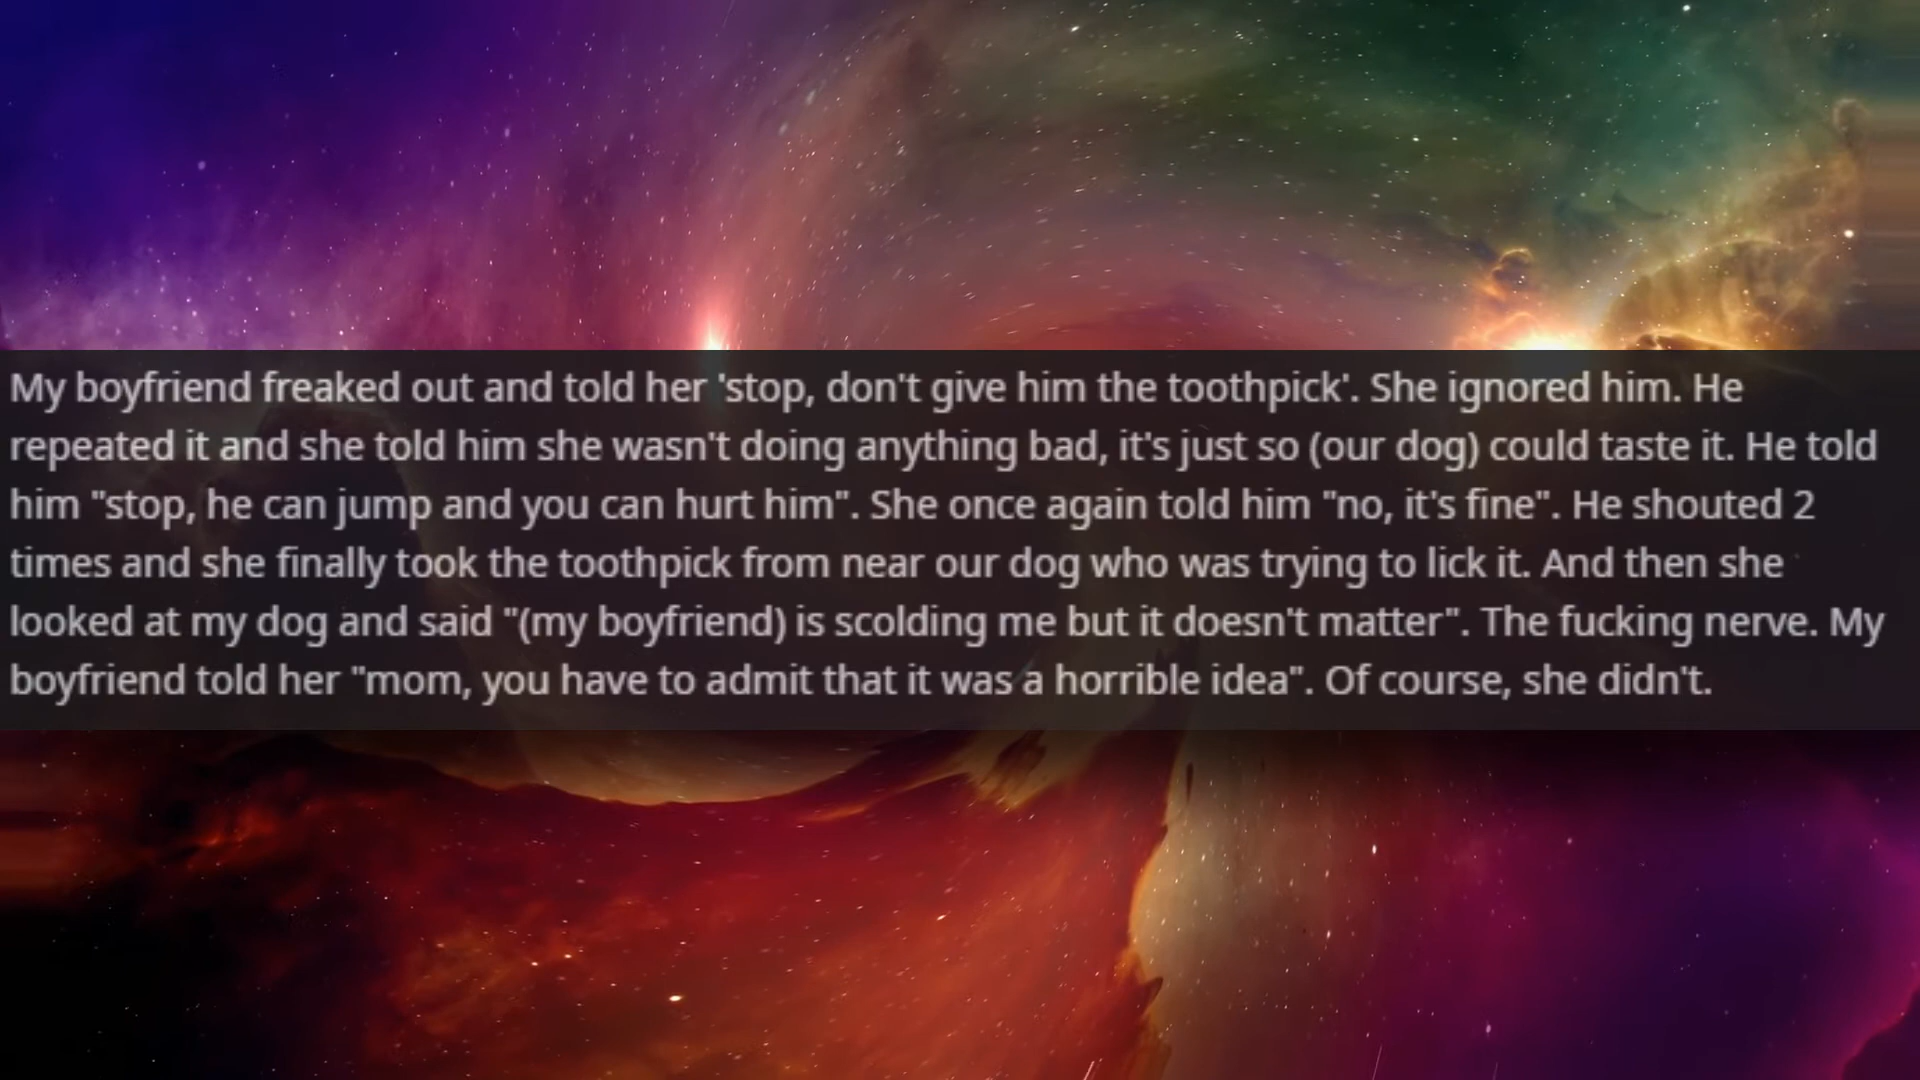 My boyfriend freaked out and told her 'stop, don't give him the toothpick'. She ignored him. He
repeated it and she told him she wasn't doing anything bad, it's just so (our dog) could taste it. He told
him "stop, he can jump and you can hurt him". She once again told him "no, it's fine". He shouted 2
times and she finally took the toothpick from near our dog who was trying to lick it. And then she
looked at my dog and said "(my boyfriend) is scolding me but it doesn't matter". The fucking nerve. My
boyfriend told her "mom, you have to admit that it was a horrible idea". Of course, she didn't.